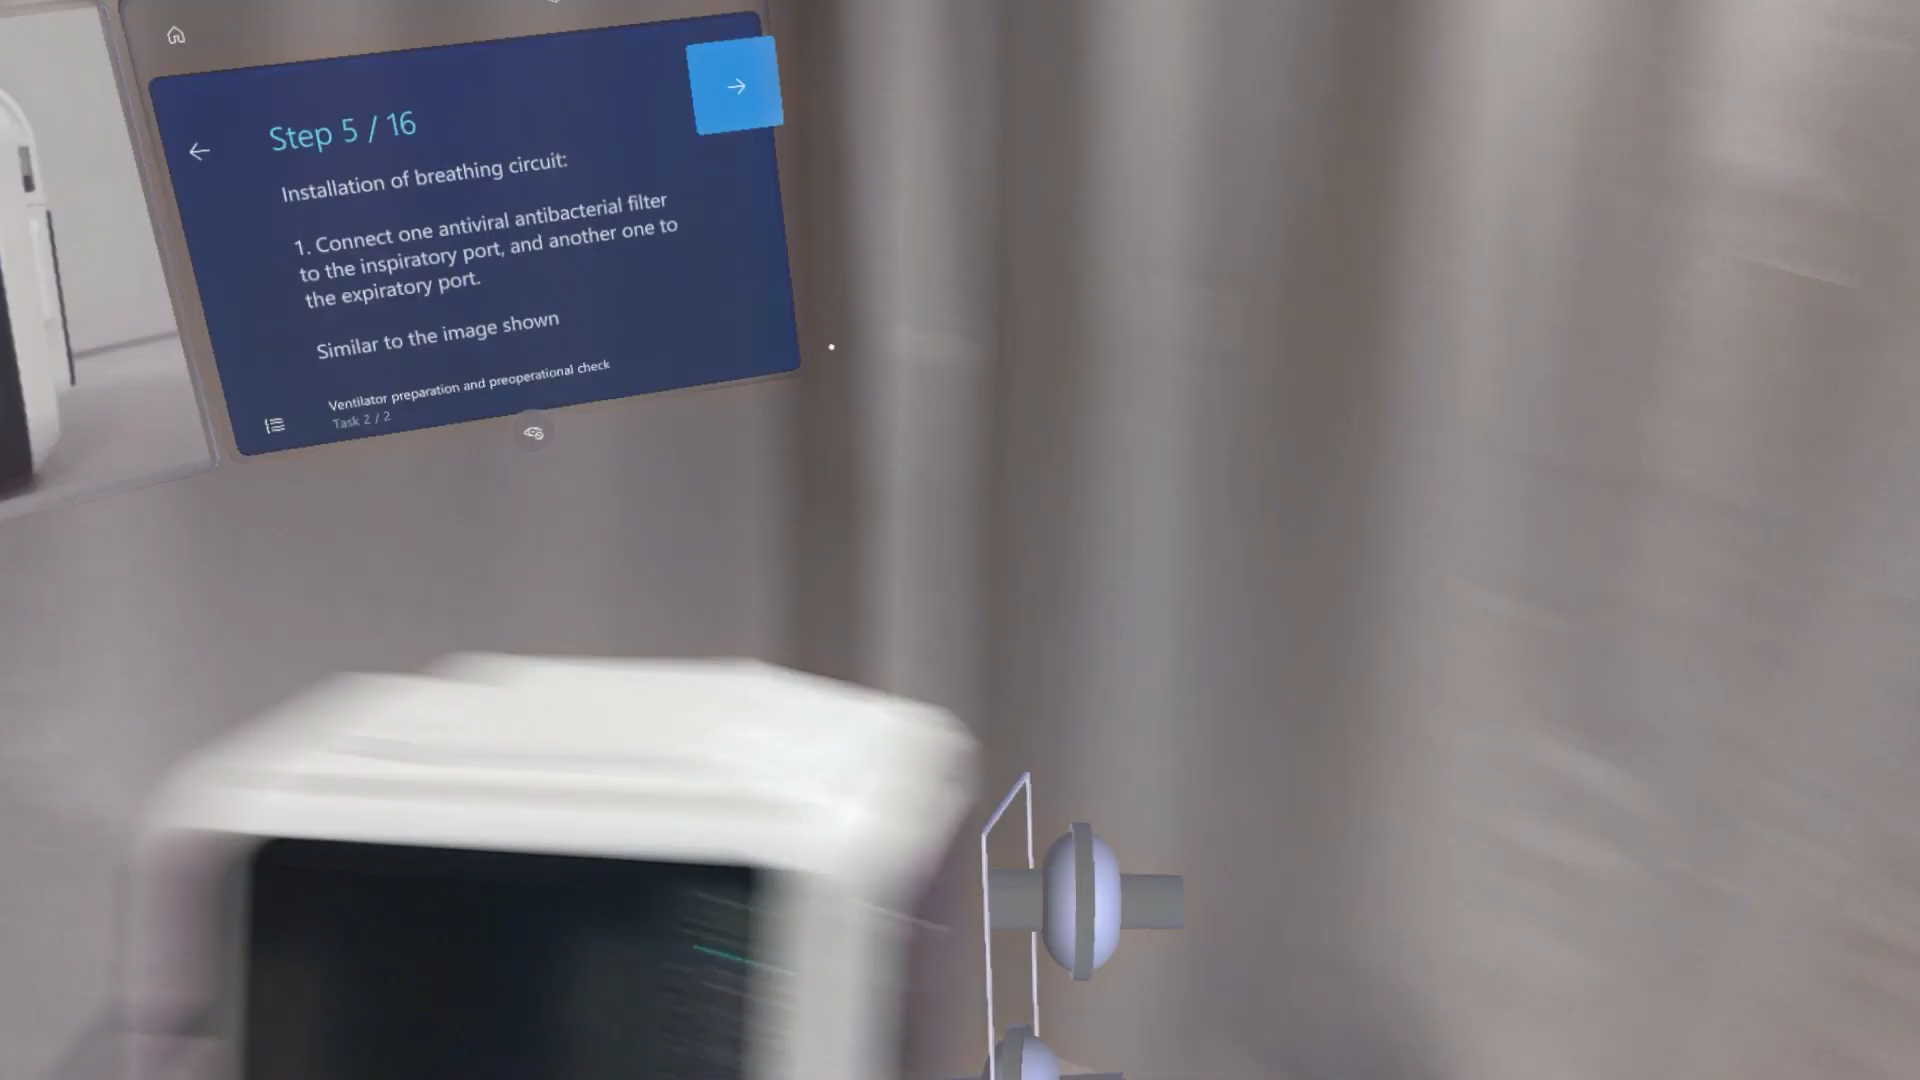 Step 5 / 16
Installation of breathing circuit:
1. Connect one antiviral antibacterial filter
to the inspiratory port, and another one to
the expiratory port.
Similar to the image shown
Ventilator preparation and preoperational check
Task 2 / 2